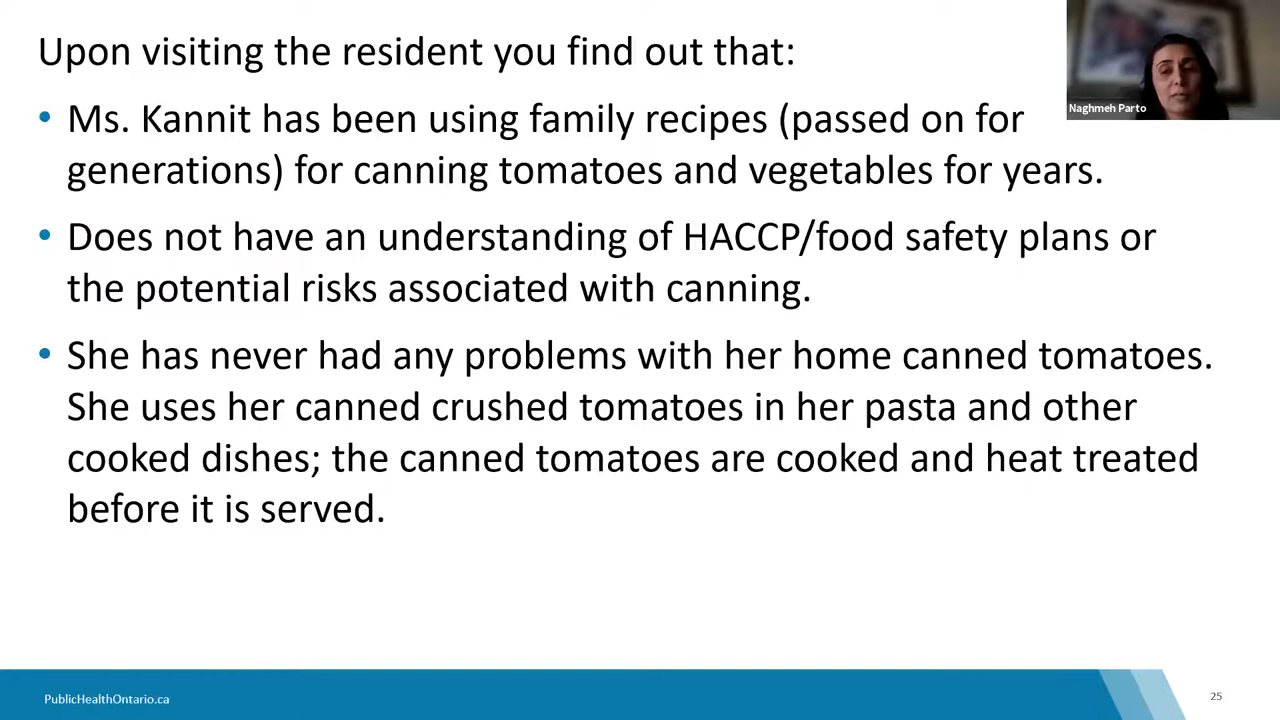 Upon visiting the resident you find out that:
• Ms. Kannit has been using family recipes (passed on for
generations) for canning tomatoes and vegetables for years.
• Does not have an understanding of HACCP/food safety plans or
the potential risks associated with canning.
• She has never had any problems with her home canned tomatoes.
She uses her canned crushed tomatoes in her pasta and other
cooked dishes; the canned tomatoes are cooked and heat treated
before it is served.
Naghmeh Parto
PublicHealthOntario.ca
25